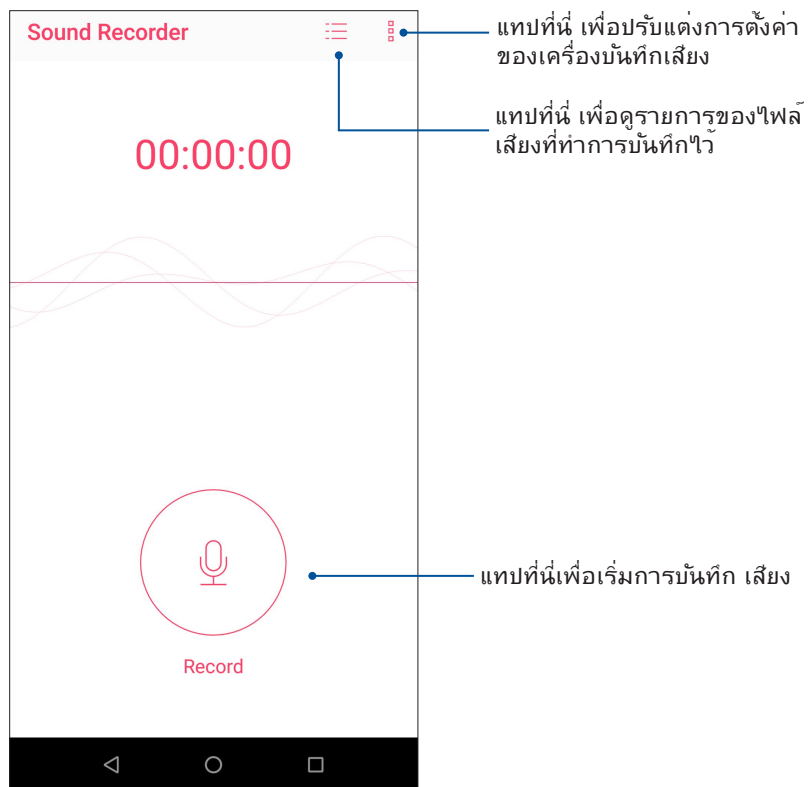 Sound Recorder
แทปที่นี่ เพื่อปรับแต่งการตั้งค่า
ของเครื่องบันทึกเสียง
แทปที่นี่ เพื่อดูรายการของไฟล์
เสียงที่ทำการบันทึกไว้
00:00:00
แทปที่นี่เพื่อเริ่มการบันทึก เสียง
Record